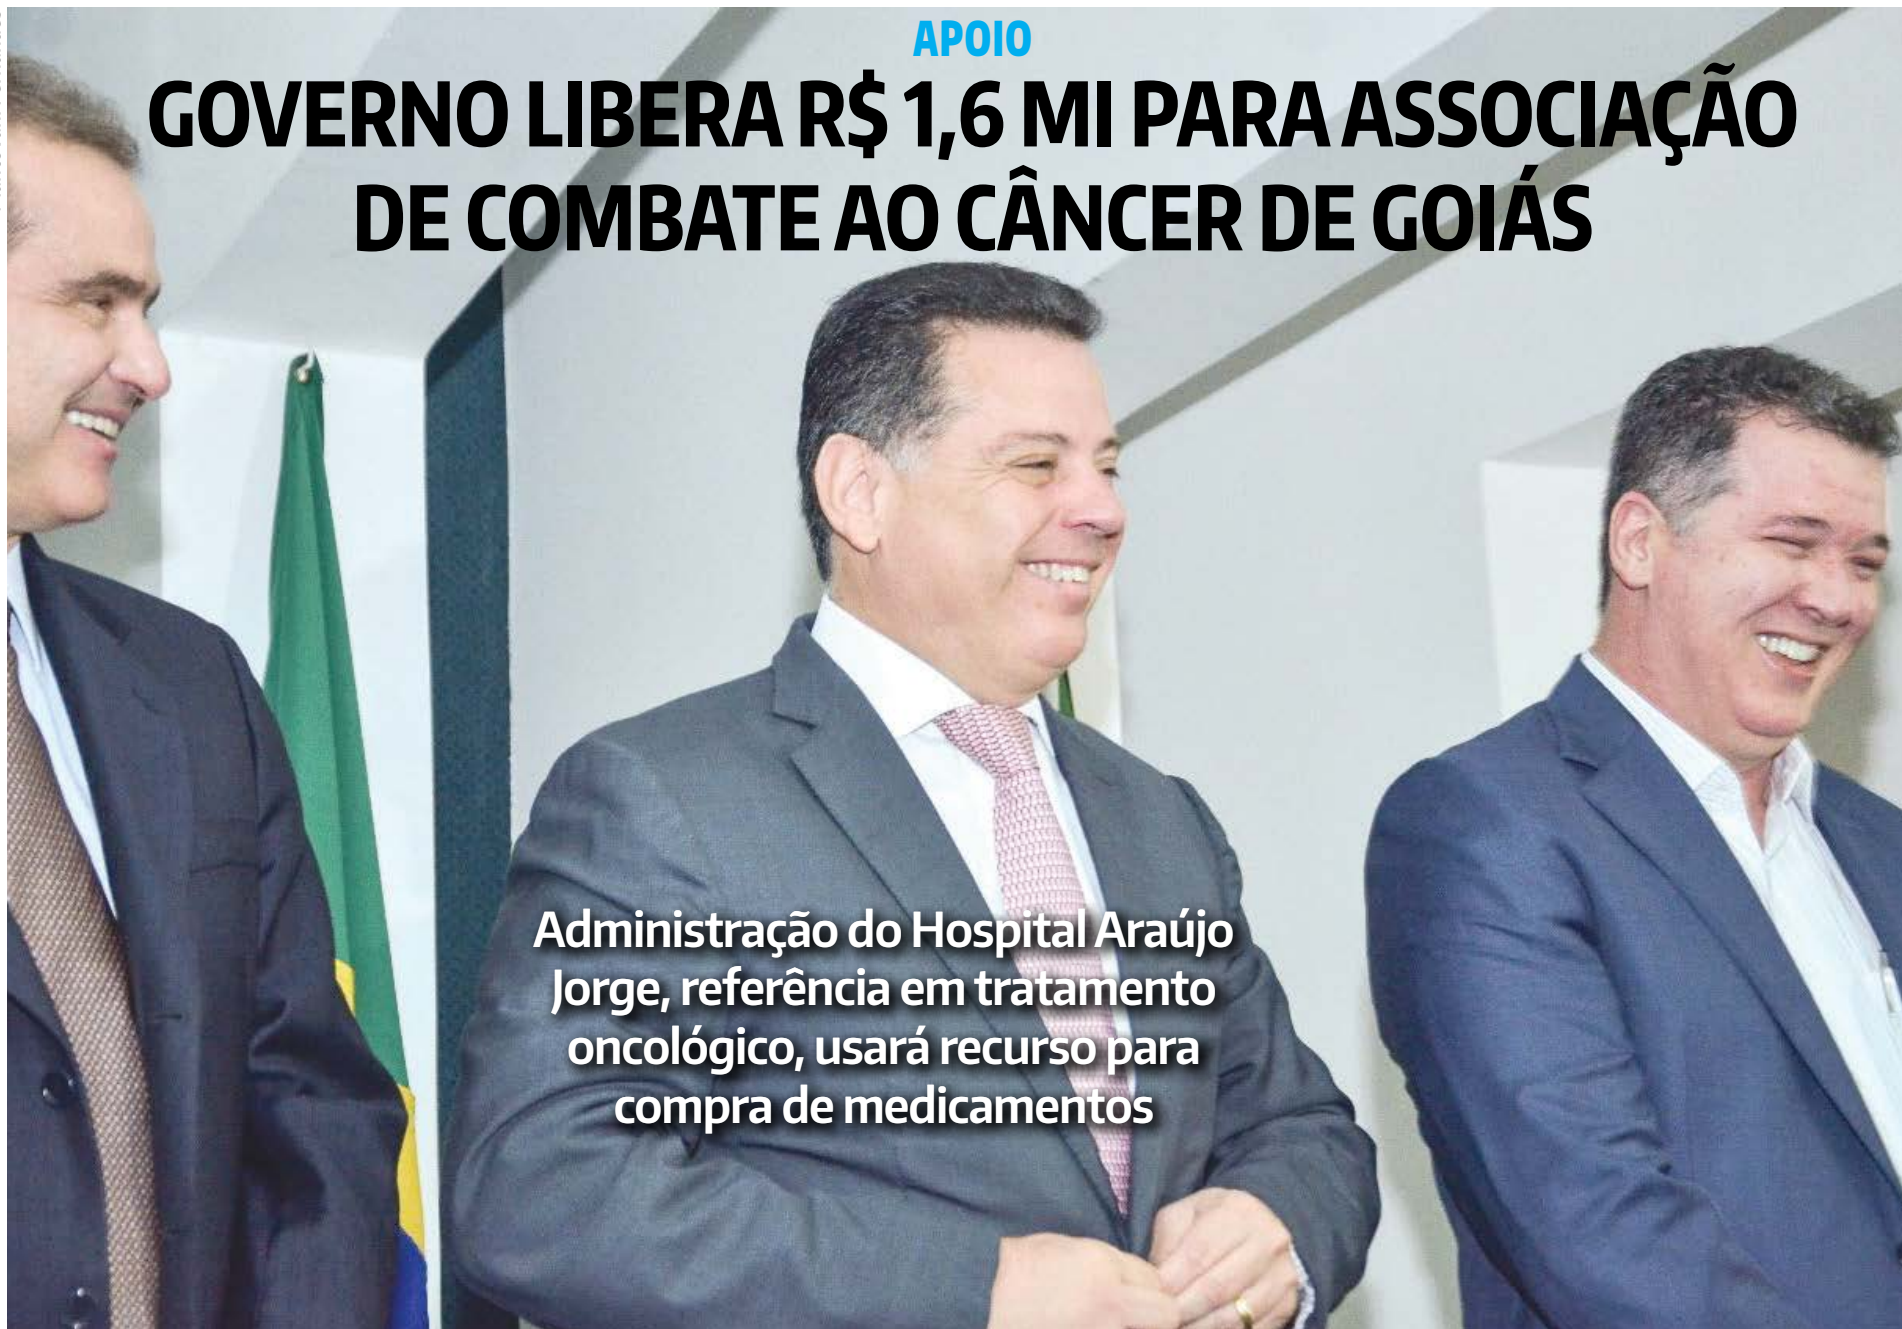 APOIO
GOVERNO LIBERA R$ 1,6 MI PARA ASSOCIAÇÃO
DE COMBATE AO CÂNCER DE GOIÁS
Administração do Hospital Araújo
Jorge, referência em tratamento
oncológico, usará recurso para
compra de medicamentos